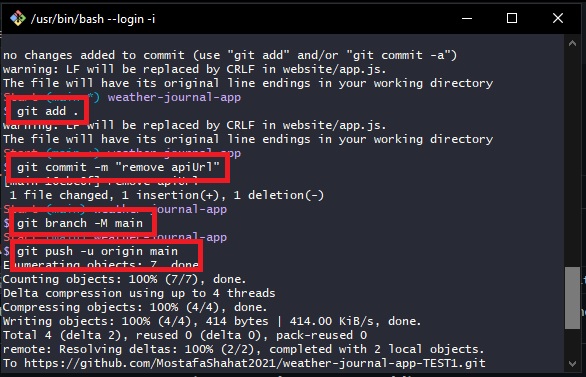 /usr/bin/bash --login -i
no changes added to commit (use "git add" and/or "git commit -a")
warning: LF will be replaced by CRLF in website/app.js.
The file will have its original line endings in your working directory
Start (main *) weather-journal-app
$ git add .
warning: LF will be replaced by CRLF in website/app.js.
The file will have its original line endings in your working directory
weather-journal-app
$ git commit -m "remove apiUrl"
remove apiUrl
1 file changed, 1 insertion(+), 1 deletion(-)
Start (main) weather-journal-app
$ git branch -M main
Start (main) weather-journal-app
$ git push -u origin main
Enumerating objects: 7, done.
Counting objects: 100% (7/7), done.
Delta compression using up to 4 threads
Compressing objects: 100% (4/4), done.
Writing objects: 100% (4/4), 414 bytes | 414.00 KiB/s, done.
Total 4 (delta 2), reused 0 (delta 0), pack-reused 0
remote: Resolving deltas: 100% (2/2), completed with 2 local objects.
To https://github.com/MostafaShahat2021/weather-journal-app-TEST1.git